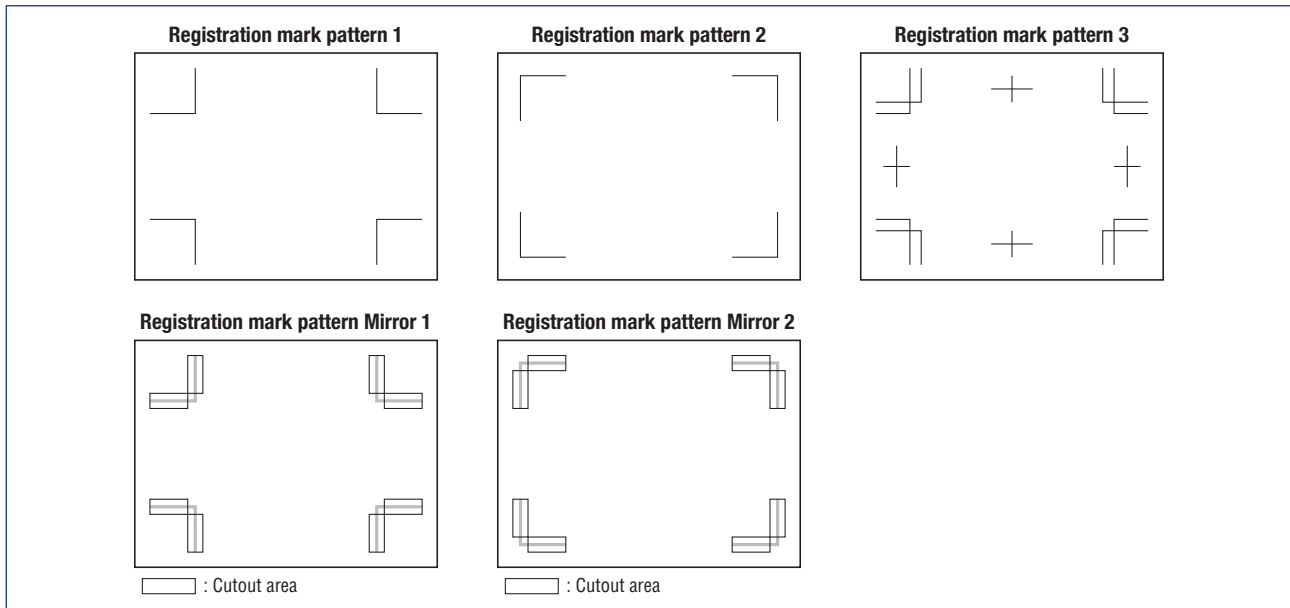 Registration mark pattern 1
Registration mark pattern 2
Registration mark pattern 3
Registration mark pattern Mirror 1
Registration mark pattern Mirror 2
: Cutout area
: Cutout area